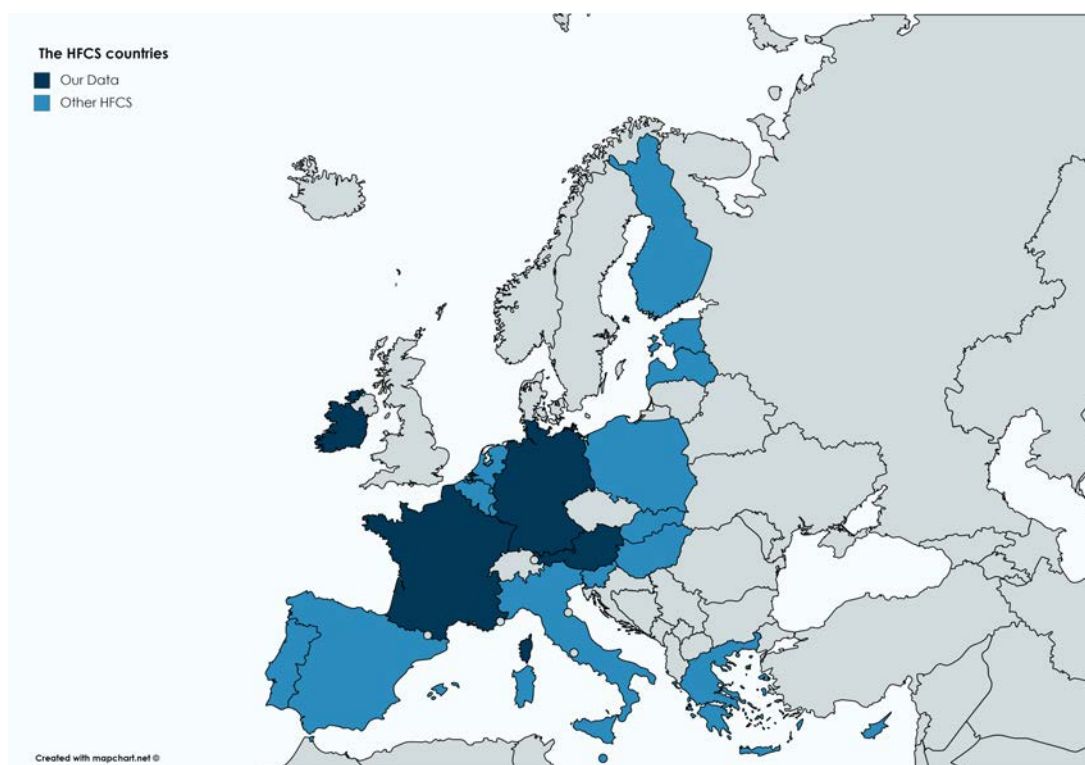 The HFCS countries
Our Data
Other HFCS
Created with mapchart.net ©